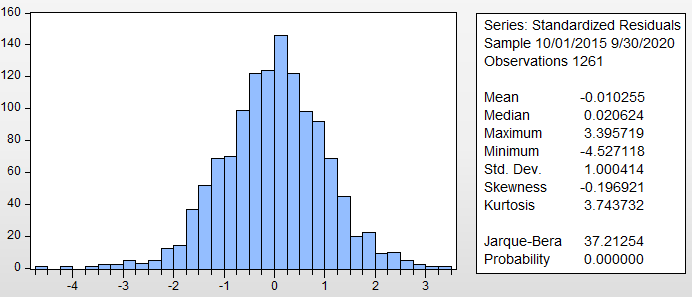 160
140
120
100
80
60
40
20
0
-4 -3 -2 -1 0 1 2 3
Series: Standardized Residuals
Sample 10/01/2015 9/30/2020
Observations 1261
Mean -0.010255
Median 0.020624
Maximum 3.395719
Minimum -4.527118
Std. Dev. 1.000414
Skewness -0.196921
Kurtosis 3.743732
Jarque-Bera 37.21254
Probability 0.000000